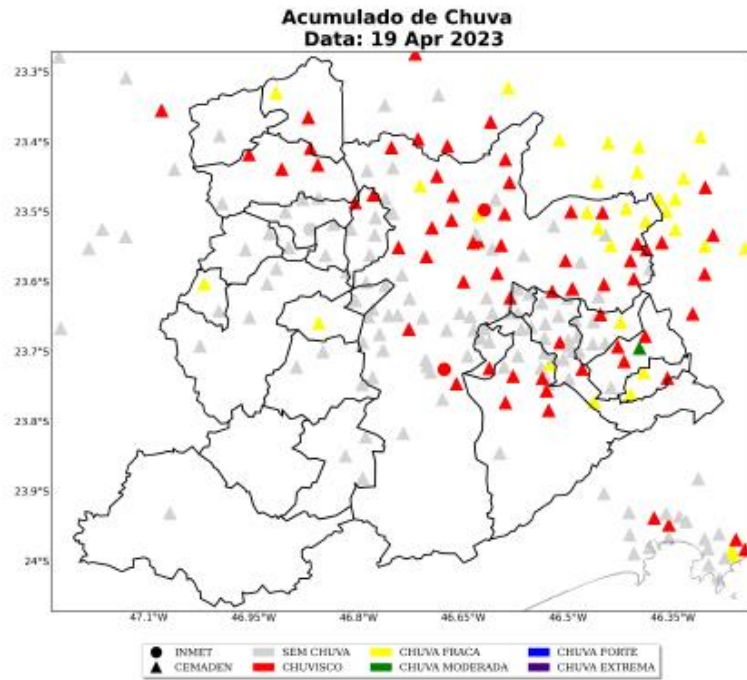 Acumulado de Chuva
Data: 19 Apr 2023
23.3°S
23.4°S
23.5°S
23.6°S
23.7°S
23.8°S
23.9°S
24°S
47.1°W
46.95°W
46.8°W
46.65°W
46.5°W
46.35°W
INMET
SEM CHUVA
CHUVA FRACA
CHUVA FORTE
CEMADEN
CHUVISCO
CHUVA MODERADA
CHUVA EXTREMA